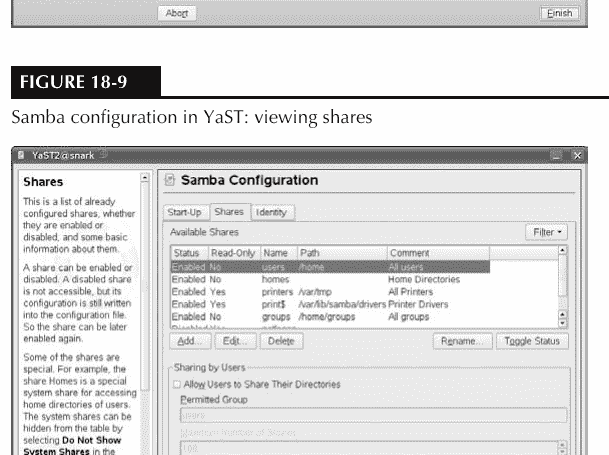 Abort Finish
FIGURE 18-9
Samba configuration in YaST: viewing shares
YaST2@snark
Shares
This is a list of already
configured shares, whether
they are enabled or
disabled, and some basic
information about them.
A share can be enabled or
disabled. A disabled share
is not accessible, but its
configuration is still written
into the configuration file.
So the share can be later
enabled again.
Some of the shares are
special. For example, the
share Homes is a special
system share for accessing
home directories of users.
The system shares can be
hidden from the table by
selecting Do Not Show
System Shares in the
Samba Configuration
Start-Up Shares Identity
Available Shares Filter
Status Read-Only Name Path Comment
Enabled No users /home All users
Enabled No homes Home Directories
Enabled Yes printers /var/tmp All Printers
Enabled Yes print$ /var/lib/samba/drivers Printer Drivers
Enabled No groups /home/groups All groups
Add... Edit... Delete Rename... Toggle Status
Sharing by Users
Allow Users to Share Their Directories
Permitted Group
users
Maximum Number of Shares
100